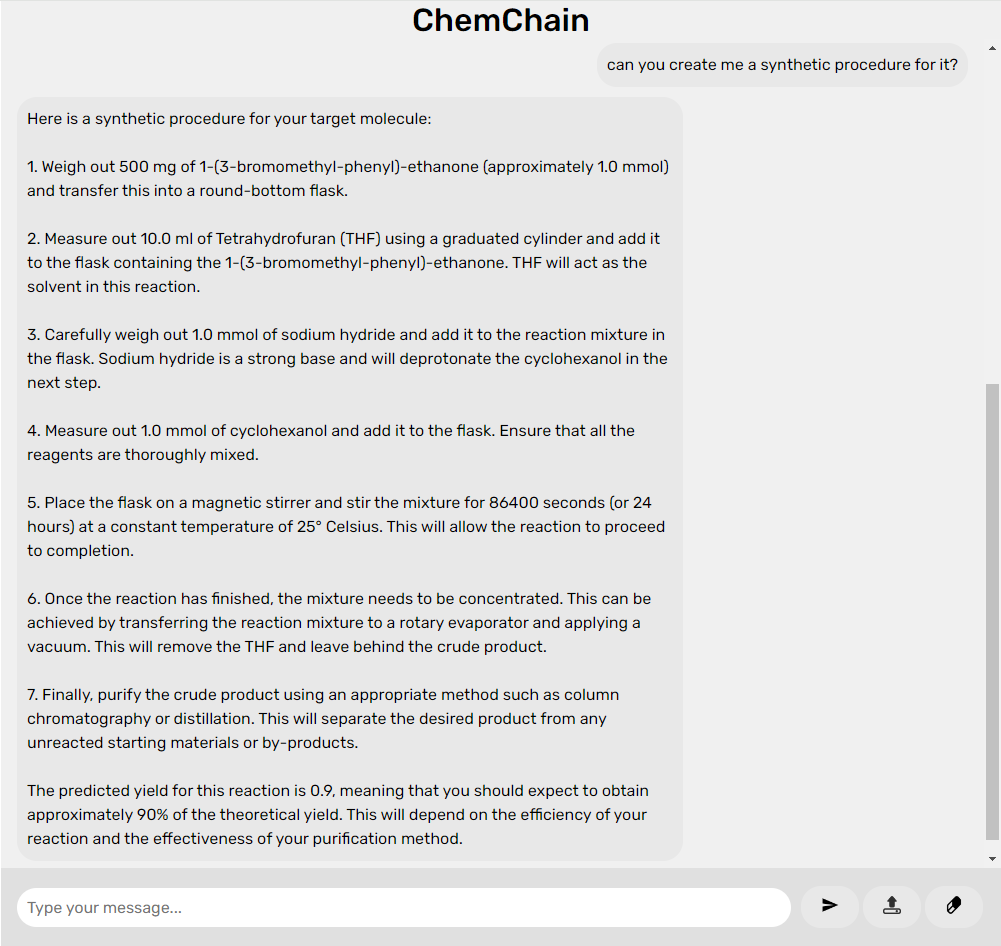 ChemChain
can you create me a synthetic procedure for it?
Here is a synthetic procedure for your target molecule:
1. Weigh out 500 mg of 1-(3-bromomethyl-phenyl)-ethanone (approximately 1.0 mmol)
and transfer this into a round-bottom flask.
2. Measure out 10.0 ml of Tetrahydrofuran (THF) using a graduated cylinder and add it
to the flask containing the 1-(3-bromomethyl-phenyl)-ethanone. THF will act as the
solvent in this reaction.
3. Carefully weigh out 1.0 mmol of sodium hydride and add it to the reaction mixture in
the flask. Sodium hydride is a strong base and will deprotonate the cyclohexanol in the
next step.
4. Measure out 1.0 mmol of cyclohexanol and add it to the flask. Ensure that all the
reagents are thoroughly mixed.
5. Place the flask on a magnetic stirrer and stir the mixture for 86400 seconds (or 24
hours) at a constant temperature of 25° Celsius. This will allow the reaction to proceed
to completion.
6. Once the reaction has finished, the mixture needs to be concentrated. This can be
achieved by transferring the reaction mixture to a rotary evaporator and applying a
vacuum. This will remove the THF and leave behind the crude product.
7. Finally, purify the crude product using an appropriate method such as column
chromatography or distillation. This will separate the desired product from any
unreacted starting materials or by-products.
The predicted yield for this reaction is 0.9, meaning that you should expect to obtain
approximately 90% of the theoretical yield. This will depend on the efficiency of your
reaction and the effectiveness of your purification method.
Type your message...